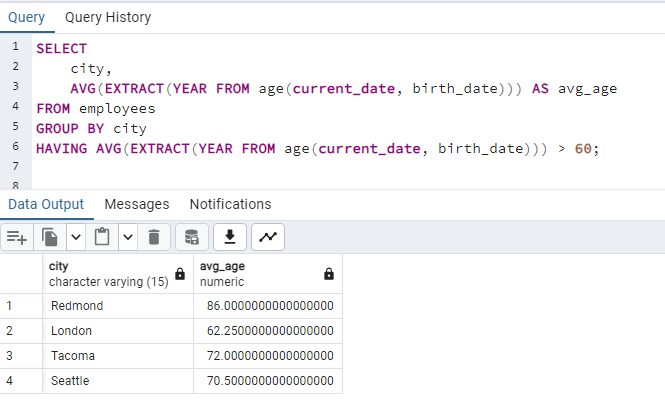 Query Query History
1 SELECT
2 city,
3 AVG(EXTRACT(YEAR FROM age(current_date, birth_date))) AS avg_age
4 FROM employees
5 GROUP BY city
6 HAVING AVG(EXTRACT(YEAR FROM age(current_date, birth_date))) > 60;
7
8
Data Output Messages Notifications
city avg_age
character varying (15) numeric
1 Redmond 86.0000000000000000
2 London 62.2500000000000000
3 Tacoma 72.0000000000000000
4 Seattle 70.5000000000000000